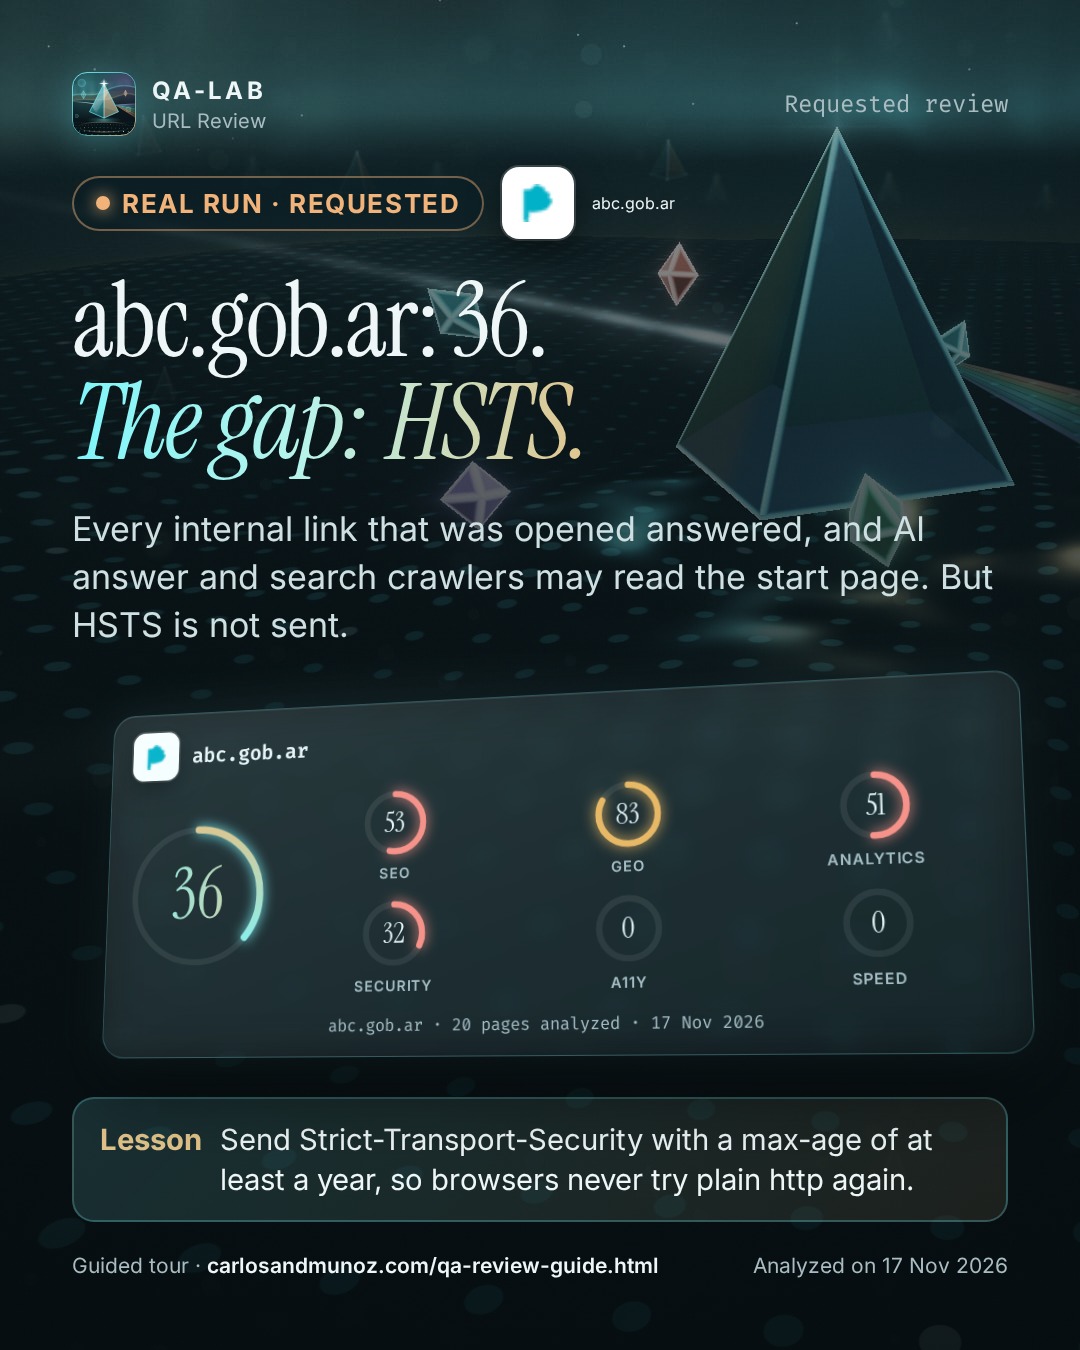 QA-LAB
URL Review
Requested review
REAL RUN · REQUESTED
abc.gob.ar
abc.gob.ar: 36.
The gap: HSTS.
Every internal link that was opened answered, and AI
answer and search crawlers may read the start page. But
HSTS is not sent.
abc.gob.ar
36
53
SEO
83
GEO
51
ANALYTICS
32
SECURITY
0
A11Y
0
SPEED
abc.gob.ar · 20 pages analyzed · 17 Nov 2026
Lesson Send Strict-Transport-Security with a max-age of at
least a year, so browsers never try plain http again.
Guided tour · carlosandmunoz.com/qa-review-guide.html
Analyzed on 17 Nov 2026